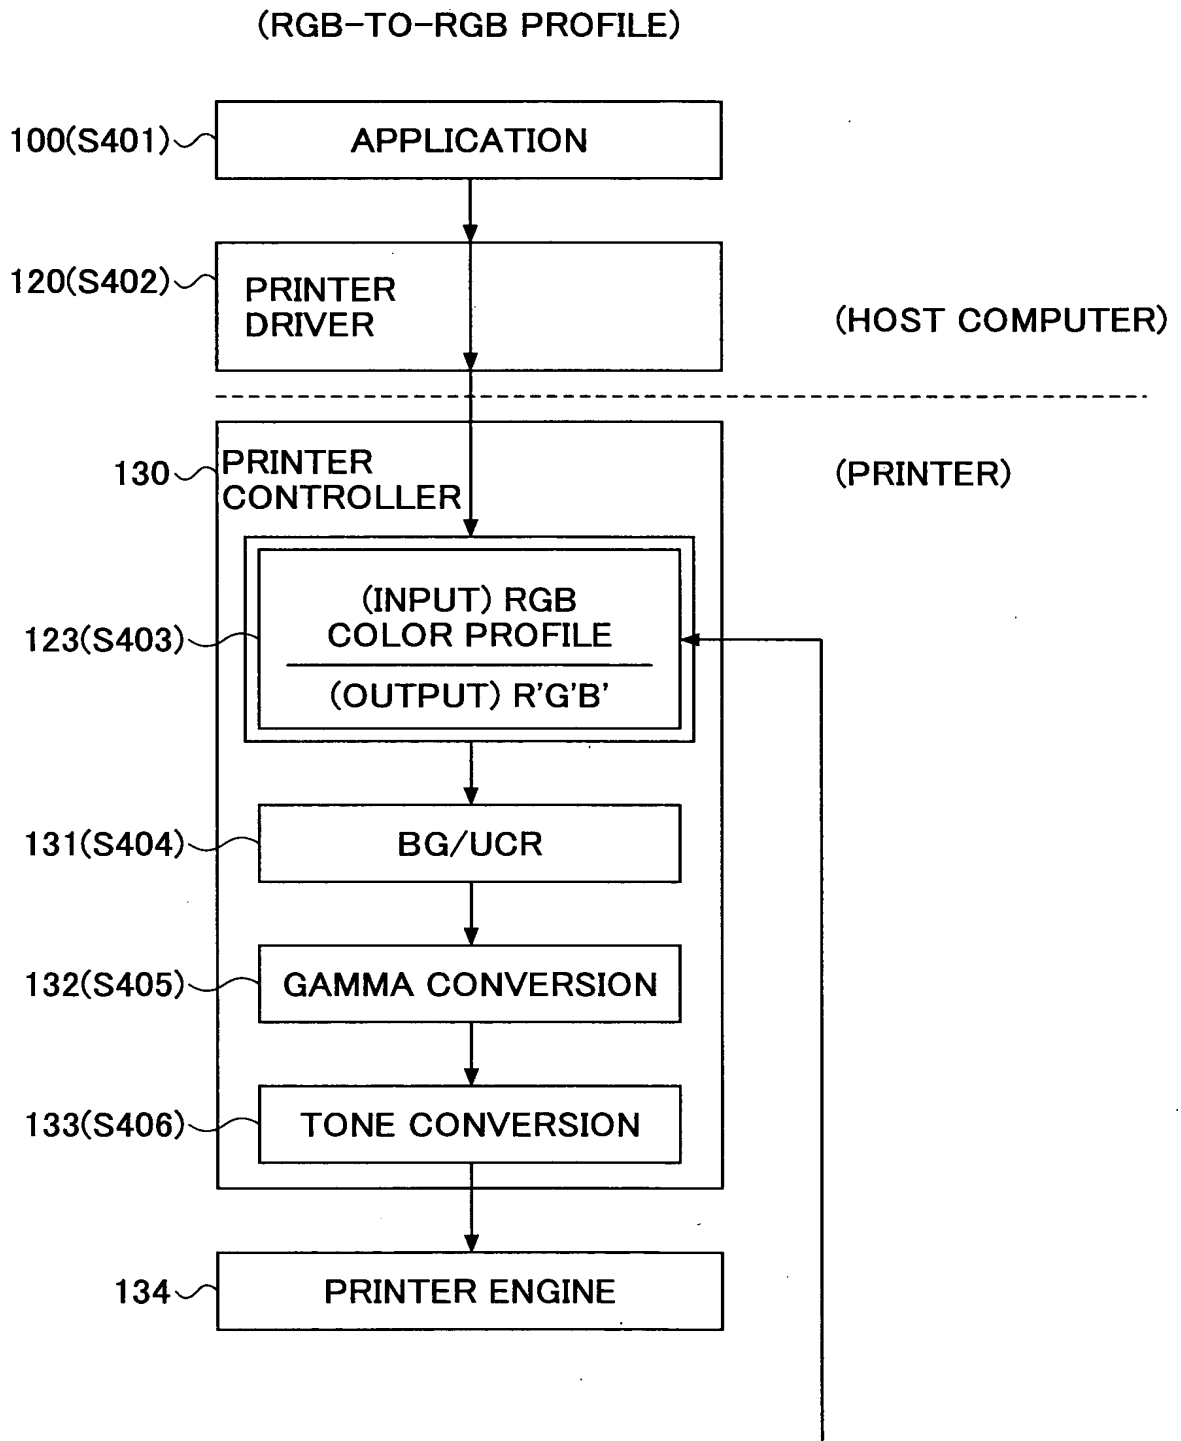 (RGB-TO-RGB PROFILE)
100(S401)
APPLICATION
120(S402)
PRINTER
DRIVER
(HOST COMPUTER)
130
PRINTER
CONTROLLER
(PRINTER)
123(S403)
(INPUT) RGB
COLOR PROFILE
(OUTPUT) R'G'B'
131(S404)
BG/UCR
132(S405)
GAMMA CONVERSION
133(S406)
TONE CONVERSION
134
PRINTER ENGINE